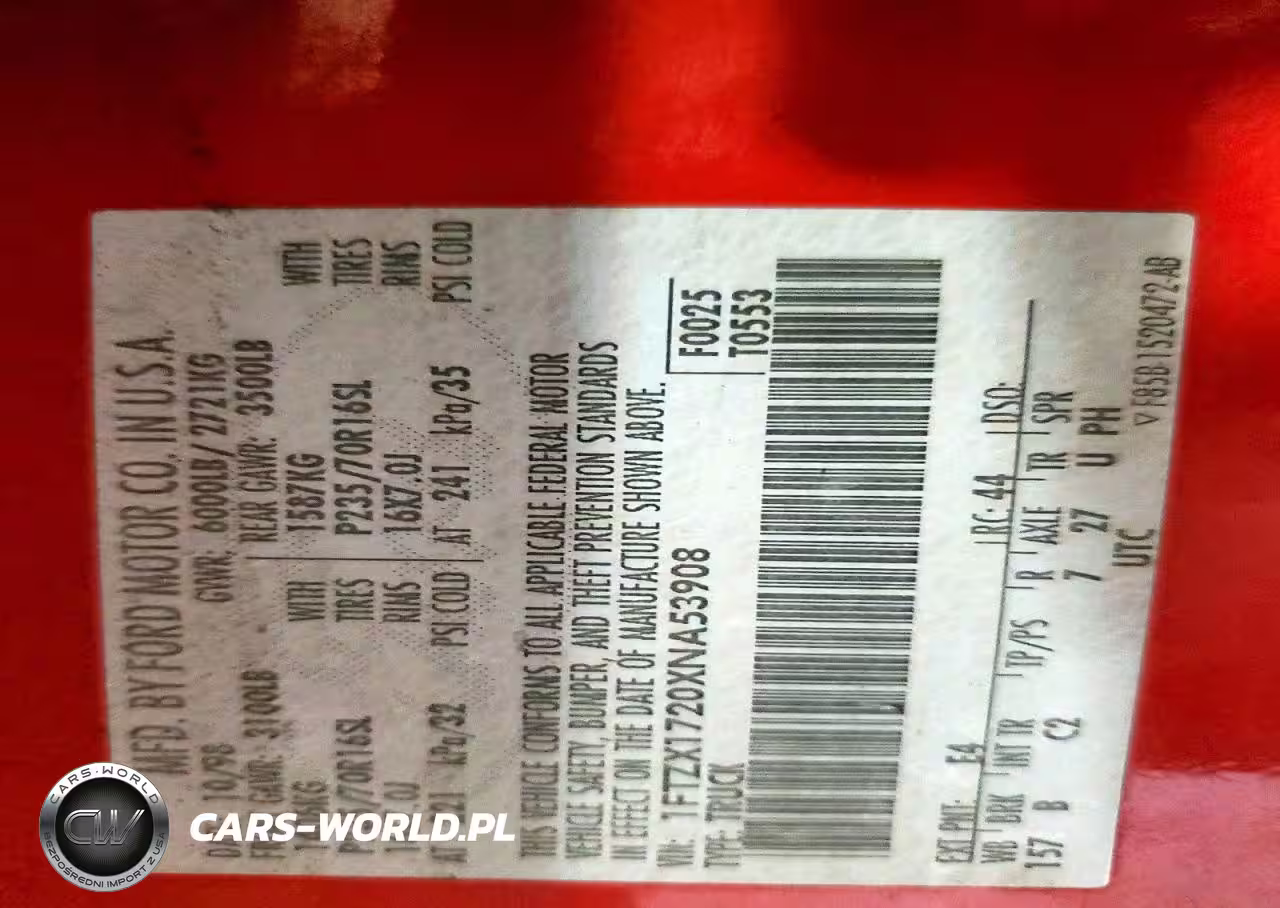 MFD. BY FORD MOTOR CO. IN U.S.A.
10/98 GVWR: 6000LB/ 2721KG
3100LB REAR GAWR: 3500LB
WITH 1587KG WITH
TIRES P235/70R16SL TIRES
RIMS 16X7.0J RIMS
kPa/32 PSI COLD AT 241 kPa/35 PSI COLD
THIS VEHICLE CONFORMS TO ALL APPLICABLE FEDERAL MOTOR
VEHICLE SAFETY, BUMPER, AND THEFT PREVENTION STANDARDS
IN EFFECT ON THE DATE OF MANUFACTURE SHOWN ABOVE.
VIN: 1FTZX1720XNA53908 F0025
TYPE: TRUCK T0553
EXT PNT: E4 RC: 44 DSO:
WB BRK INT TR TP/PS R AXLE TR SPR
157 B C2 7 27 U PH
UTC
▽ F85B 1520472-AB
CARS-WORLD.PL
CARS-WORLD
CW
BEZPOŚREDNI IMPORT Z USA